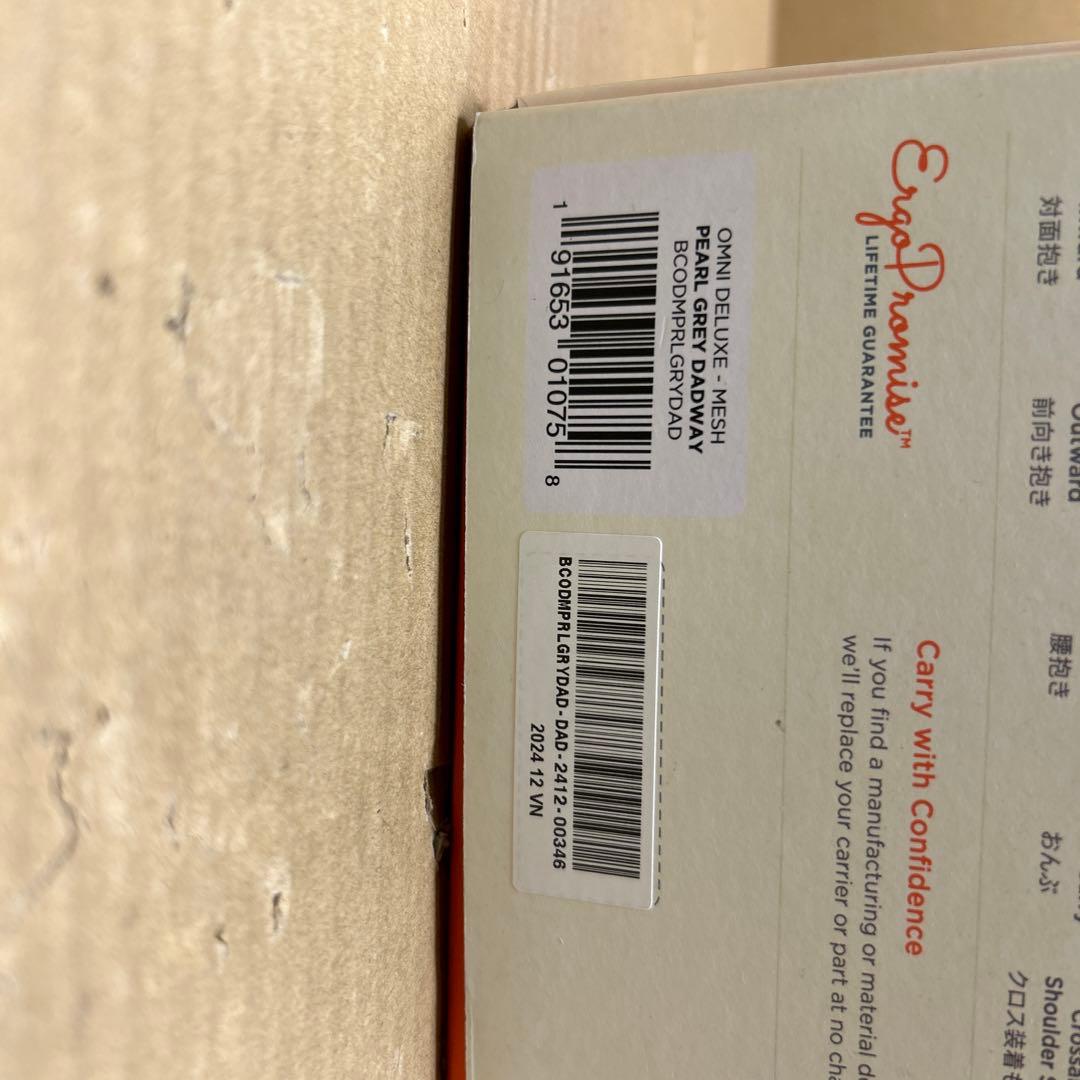 対面抱き
Outward
前向き抱き
腰抱き
おんぶ
Shoulder
クロス装着
ErgoPromise™
LIFETIME GUARANTEE
Carry with Confidence
If you find a manufacturing or material
we'll replace your carrier or part at no
OMNI DELUXE - MESH
PEARL GREY DADWAY
BCODMPRLGRYDAD
1 91653 01075 8
BCODMPRLGRYDAD-DAD-2412-00346
2024 12 VN